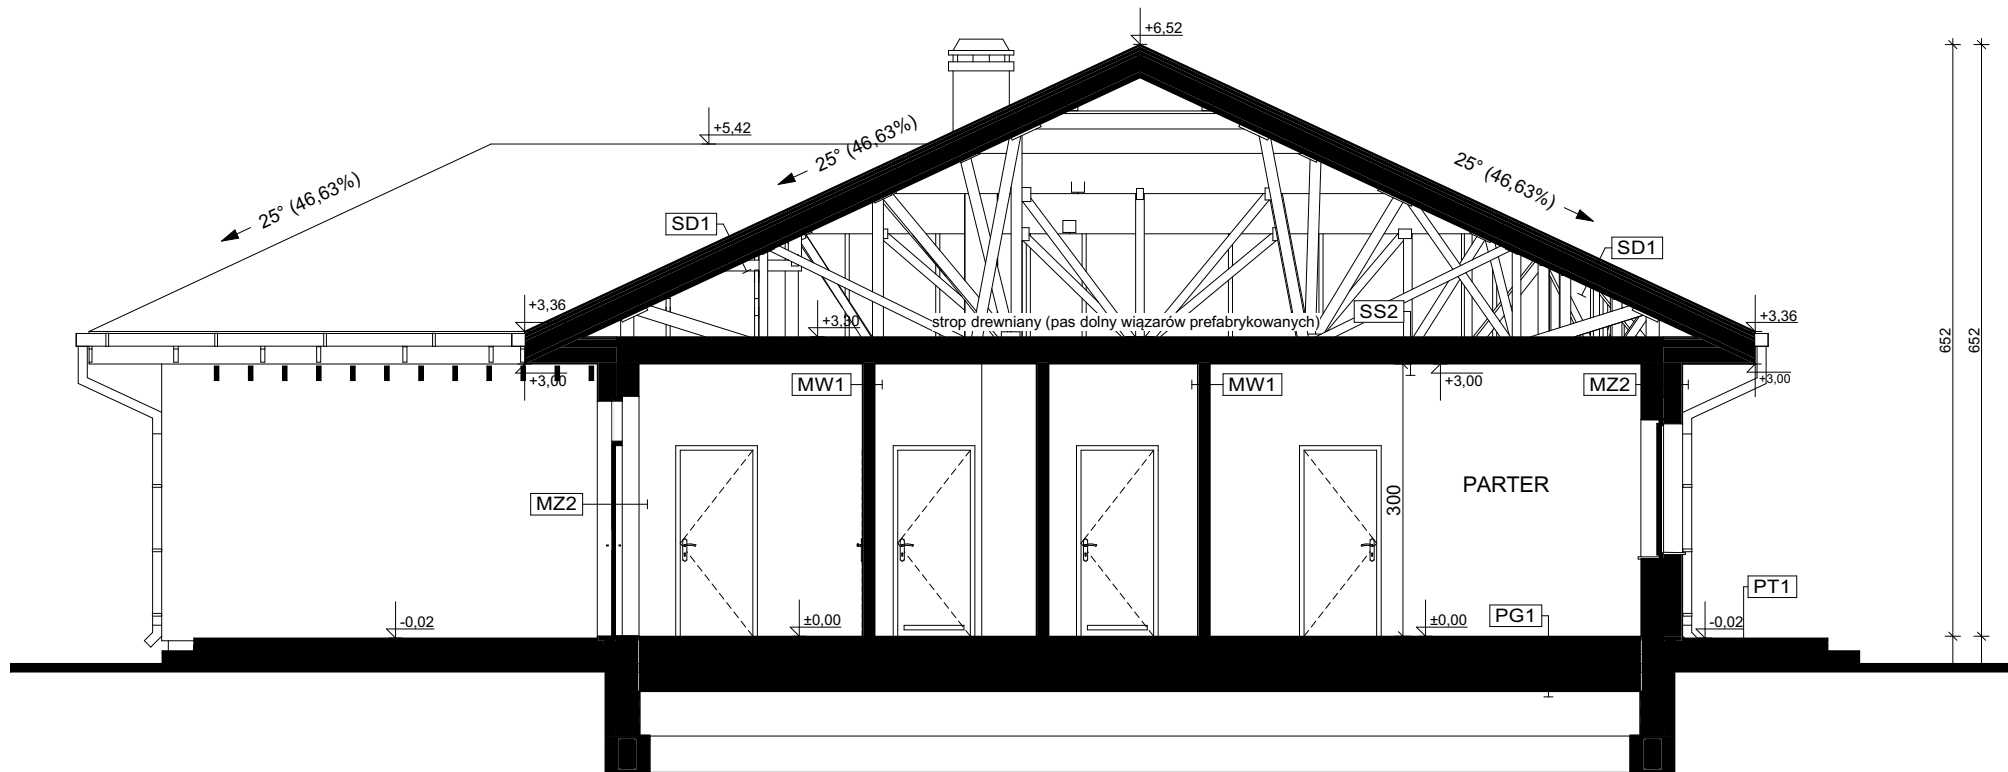 +6,52
+5,42
25° (46,63%)
25° (46,63%)
25° (46,63%)
SD1
SD1
+3,36
+3,30
strop drewniany (pas dolny wiązarów prefabrykowanych)
SS2
+3,36
652
652
+3,00
MW1
MW1
+3,00
MZ2
+3,00
MZ2
300
PARTER
-0,02
±0,00
±0,00
PG1
-0,02
PT1